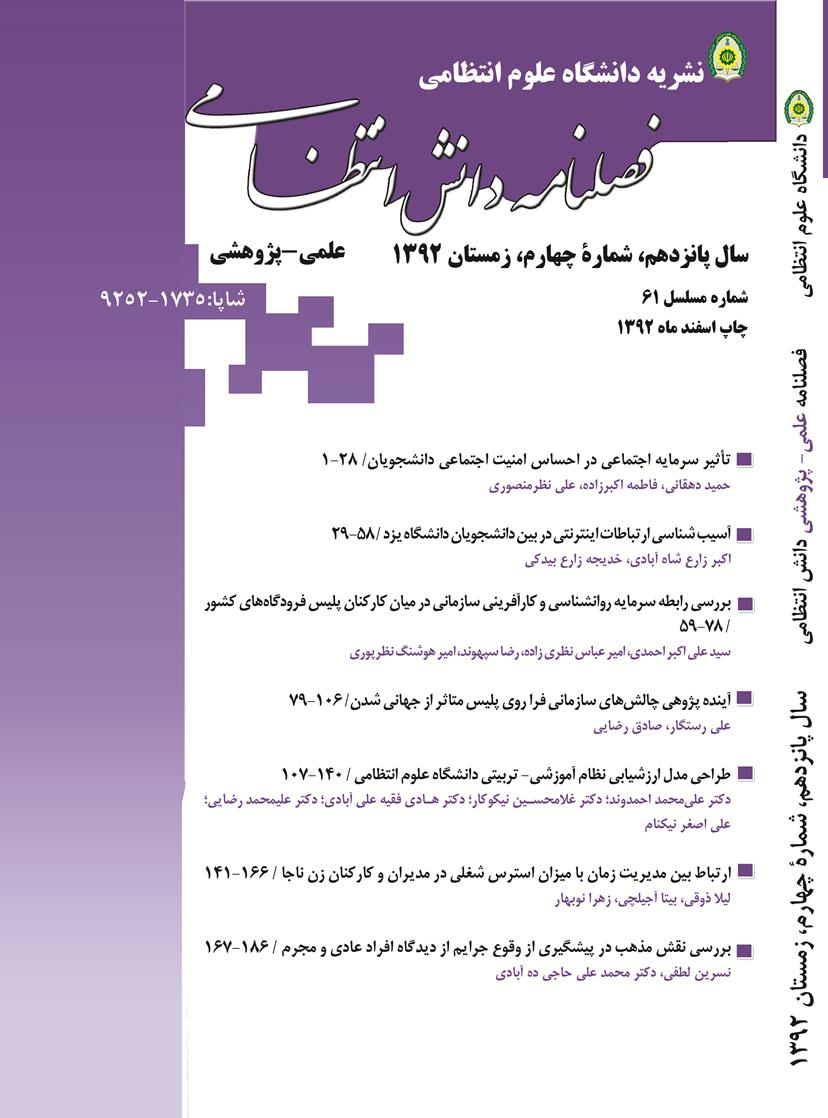 نشریه دانشگاه علوم انتظامی
فصلنامه دانش انتظامی
سال پانزدهم، شمارهٔ چهارم، زمستان ۱۳۹۲
علمی-پژوهشی
شماره مسلسل ۶۱
شاپا:۱۷۳۵-۹۲۵۲
چاپ اسفند ماه ۱۳۹۲
تأثیر سرمایه اجتماعی در احساس امنیت اجتماعی دانشجویان/ ۲۸-۱
حمید دهقانی، فاطمه اکبرزاده، علی نظرمنصوری
آسیب شناسی ارتباطات اینترنتی در بین دانشجویان دانشگاه یزد /۵۸-۲۹
اکبر زارع شاه آبادی، خدیجه زارع بیدکی
بررسی رابطه سرمایه روانشناسی و کارآفرینی سازمانی در میان کارکنان پلیس فرودگاه‌های کشور
/ ۷۸-۵۹
سید علی اکبر احمدی، امیر عباس نظری زاده، رضا سپهوند، امیر هوشنگ نظرپوری
آینده پژوهی چالش‌های سازمانی فرا روی پلیس متاثر از جهانی شدن/ ۱۰۶-۷۹
علی رستگار، صادق رضایی
طراحی مدل ارزشیابی نظام آموزشی- تربیتی دانشگاه علوم انتظامی / ۱۴۰-۱۰۷
دکتر علی‌محمد احمدوند؛ دکتر غلامحسـین نیکوکار؛ دکتر هـادی فقیه علی آبادی؛ دکتر علیمحمد رضایی؛
علی اصغر نیکنام
ارتباط بین مدیریت زمان با میزان استرس شغلی در مدیران و کارکنان زن ناجا / ۱۶۶-۱۴۱
لیلا ذوقی، بیتا آجیلچی، زهرا نوبهار
بررسی نقش مذهب در پیشگیری از وقوع جرایم از دیدگاه افراد عادی و مجرم / ۱۸۶-۱۶۷
نسرین لطفی، دکتر محمد علی حاجی ده آبادی
دانشگاه علوم انتظامی
فصلنامه علمی- پژوهشی دانش انتظامی
سال پانزدهم، شمارهٔ چهارم، زمستان ۱۳۹۲